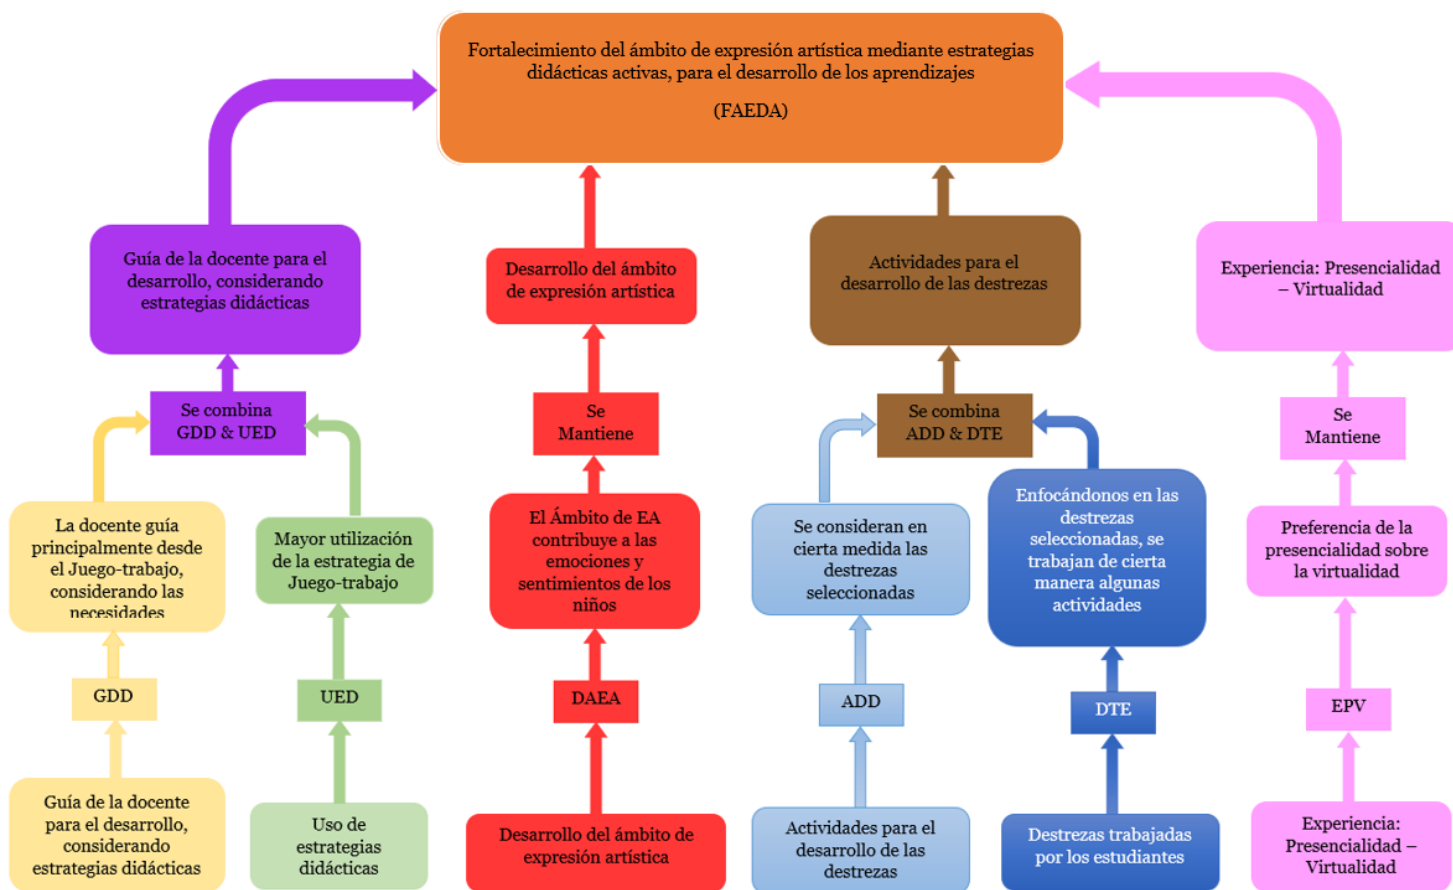 Fortalecimiento del ámbito de expresión artística mediante estrategias
didácticas activas, para el desarrollo de los aprendizajes
(FAEDA)
Guía de la docente para el
desarrollo, considerando
estrategias didácticas
Desarrollo del ámbito
de expresión artística
Actividades para el
desarrollo de las destrezas
Experiencia: Presencialidad
– Virtualidad
Se combina
GDD & UED
Se
Mantiene
Se combina
ADD & DTE
Se
Mantiene
La docente guía
principalmente desde
el Juego-trabajo,
considerando las
necesidades
Mayor utilización
de la estrategia de
Juego-trabajo
El Ámbito de EA
contribuye a las
emociones y
sentimientos de los
niños
Se consideran en
cierta medida las
destrezas
seleccionadas
Enfocándonos en las
destrezas
seleccionadas, se
trabajan de cierta
manera algunas
actividades
Preferencia de la
presencialidad sobre
la virtualidad
GDD
UED
DAEA
ADD
DTE
EPV
Guía de la docente
para el desarrollo,
considerando
estrategias didácticas
Uso de
estrategias
didácticas
Desarrollo del ámbito de
expresión artística
Actividades para el
desarrollo de las
destrezas
Destrezas trabajadas
por los estudiantes
Experiencia:
Presencialidad –
Virtualidad